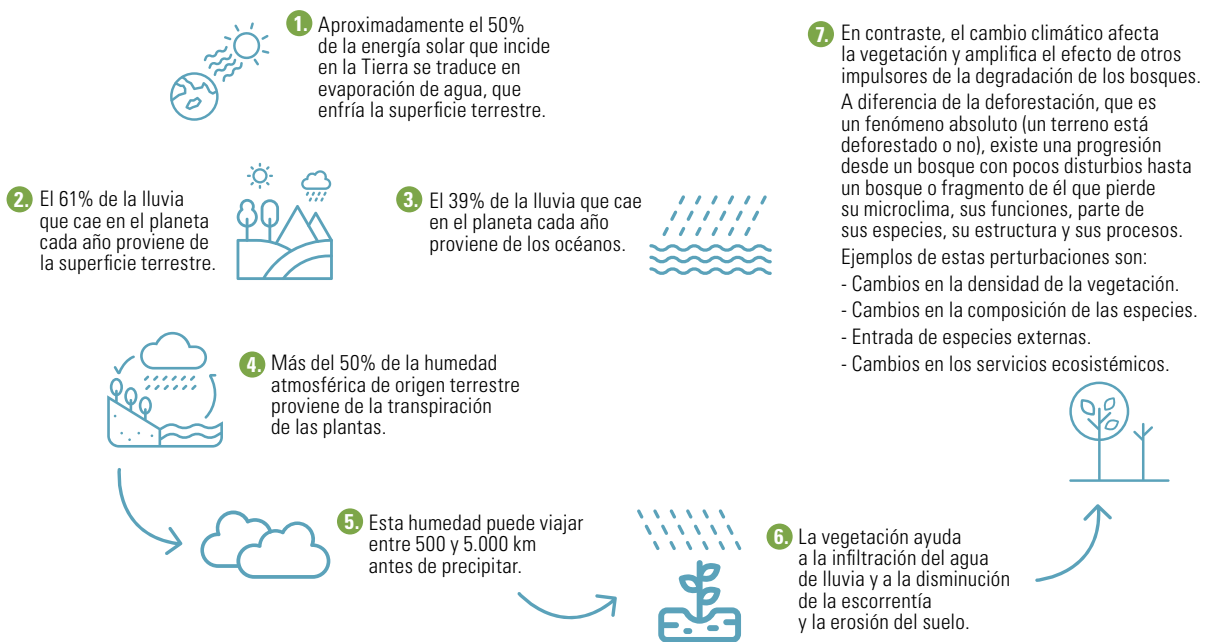 1. Aproximadamente el 50%
de la energía solar que incide
en la Tierra se traduce en
evaporación de agua, que
enfría la superficie terrestre.
2. El 61% de la lluvia
que cae en el planeta
cada año proviene de
la superficie terrestre.
3. El 39% de la lluvia que cae
en el planeta cada año
proviene de los océanos.
4. Más del 50% de la humedad
atmosférica de origen terrestre
proviene de la transpiración
de las plantas.
5. Esta humedad puede viajar
entre 500 y 5.000 km
antes de precipitar.
6. La vegetación ayuda
a la infiltración del agua
de lluvia y a la disminución
de la escorrentía
y la erosión del suelo.
7. En contraste, el cambio climático afecta
la vegetación y amplifica el efecto de otros
impulsores de la degradación de los bosques.
A diferencia de la deforestación, que es
un fenómeno absoluto (un terreno está
deforestado o no), existe una progresión
desde un bosque con pocos disturbios hasta
un bosque o fragmento de él que pierde
su microclima, sus funciones, parte de
sus especies, su estructura y sus procesos.
Ejemplos de estas perturbaciones son:
- Cambios en la densidad de la vegetación.
- Cambios en la composición de las especies.
- Entrada de especies externas.
- Cambios en los servicios ecosistémicos.